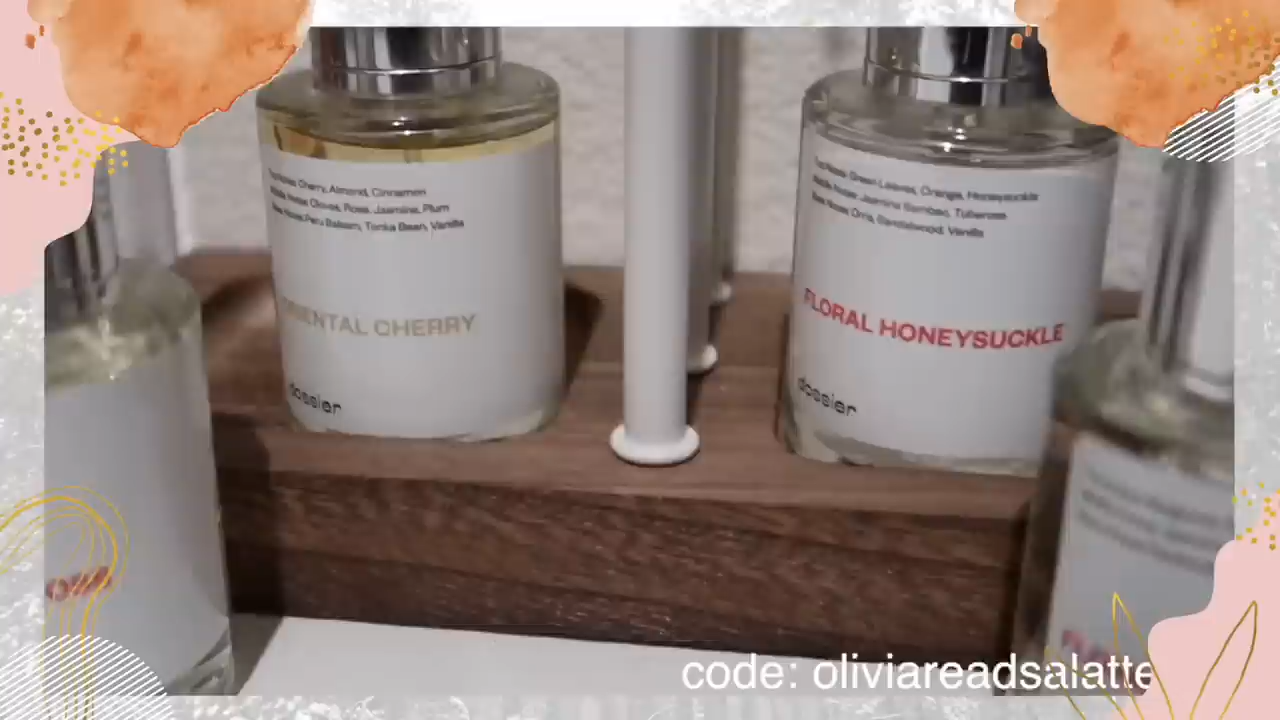 Top Notes: Cherry, Almond, Cinnamon
Middle Notes: Cloves, Rose, Jasmine, Plum
Base Notes: Peru Balsam, Tonka Bean, Vanilla
ORIENTAL CHERRY
dossier
Top Notes: Green Leaves, Orange, Honeysuckle
Middle Notes: Jasmine Sambac, Tuberose
Base Notes: Orris, Sandalwood, Vanilla
FLORAL HONEYSUCKLE
dossier
code: oliviareadsalatte